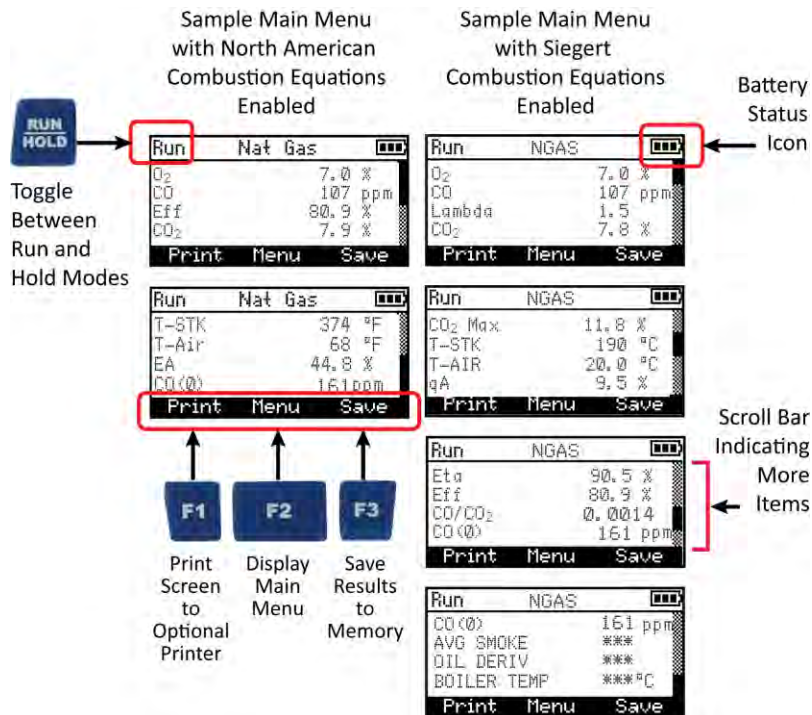 Sample Main Menu
with North American
Combustion Equations
Enabled
Sample Main Menu
with Siegert
Combustion Equations
Enabled
Battery
Status
Icon
RUN
HOLD
Toggle
Between
Run and
Hold Modes
Run Nat Gas
O₂ 7.0 %
CO 107 ppm
Eff 80.9 %
CO₂ 7.9 %
Print Menu Save
Run NGAS
O₂ 7.0 %
CO 107 ppm
Lambda 1.5
CO₂ 7.8 %
Print Menu Save
Run Nat Gas
T-STK 374 °F
T-Air 68 °F
EA 44.8 %
CO(0) 161ppm
Print Menu Save
Run NGAS
CO₂ Max 11.8 %
T-STK 190 °C
T-AIR 20.0 °C
qA 9.5 %
Print Menu Save
F1
F2
F3
Print
Screen
to
Optional
Printer
Display
Main
Menu
Save
Results
to
Memory
Run NGAS
Eta 90.5 %
Eff 80.9 %
CO/CO₂ 0.0014
CO(0) 161 ppm
Print Menu Save
Scroll Bar
Indicating
More
Items
Run NGAS
CO(0) 161 ppm
AVG SMOKE ***
OIL DERIV ***
BOILER TEMP ***°C
Print Menu Save